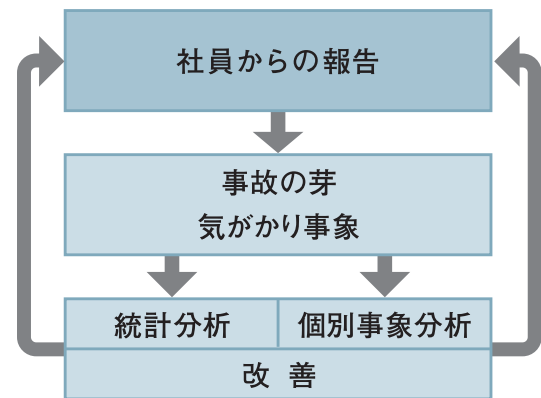 社員からの報告
事故の芽
気がかり事象
統計分析
個別事象分析
改 善